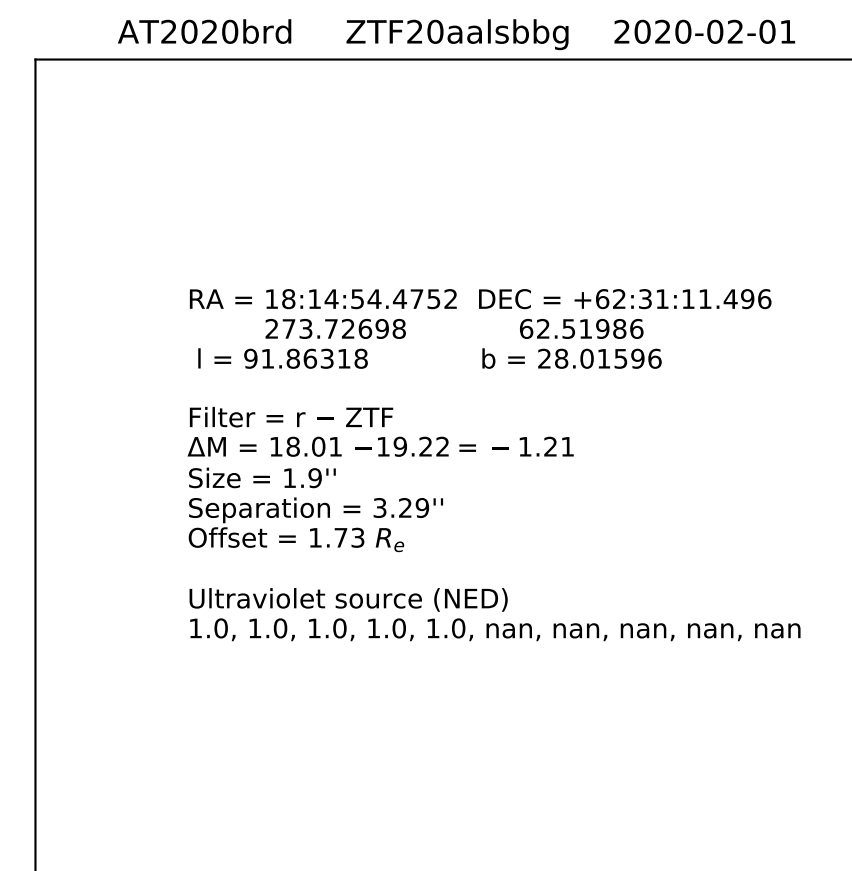 AT2020brd ZTF20aalsbbg 2020-02-01
RA = 18:14:54.4752 DEC = +62:31:11.496
273.72698 62.51986
l = 91.86318 b = 28.01596
Filter = r − ZTF
ΔM = 18.01 −19.22 = − 1.21
Size = 1.9''
Separation = 3.29''
Offset = 1.73 Rₑ
Ultraviolet source (NED)
1.0, 1.0, 1.0, 1.0, 1.0, nan, nan, nan, nan, nan